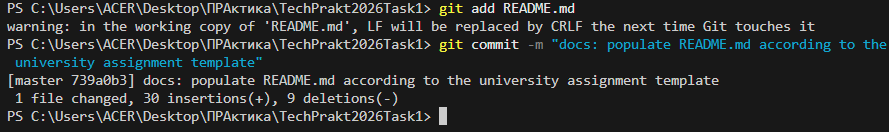 PS C:\Users\ACER\Desktop\ПРАктика\TechPrakt2026Task1> git add README.md
warning: in the working copy of 'README.md', LF will be replaced by CRLF the next time Git touches it
PS C:\Users\ACER\Desktop\ПРАктика\TechPrakt2026Task1> git commit -m "docs: populate README.md according to the
university assignment template"
[master 739a0b3] docs: populate README.md according to the university assignment template
1 file changed, 30 insertions(+), 9 deletions(-)
PS C:\Users\ACER\Desktop\ПРАктика\TechPrakt2026Task1>